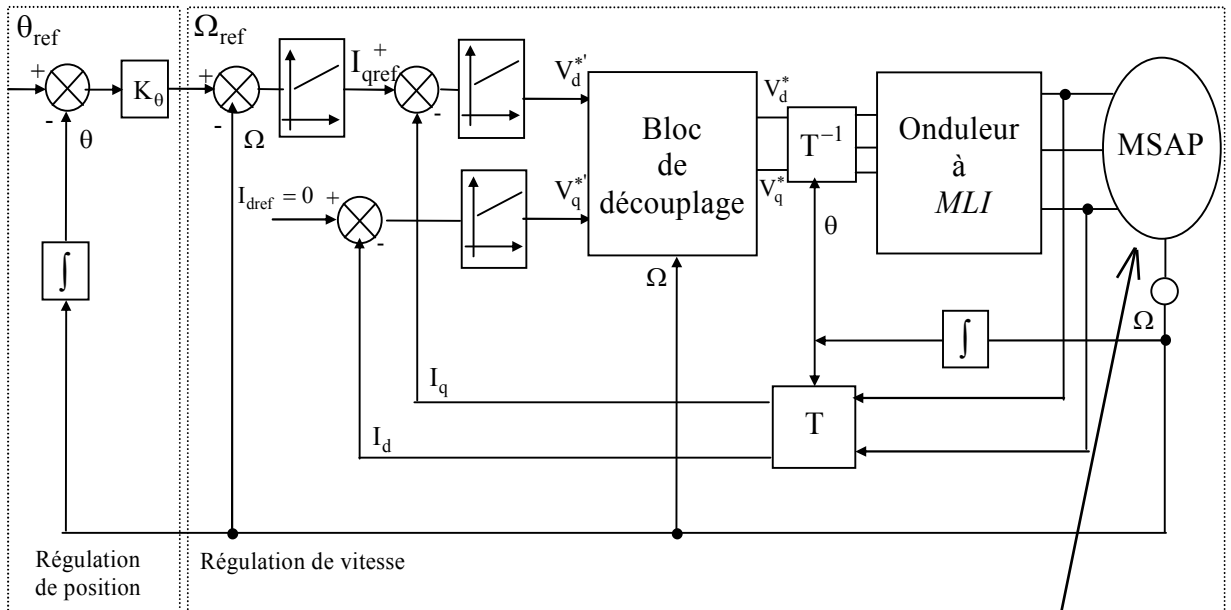 θref
Ωref
+
-
θ
Kθ
+
-
Ω
Iqref
+
-
Vd*'
Vd*
Bloc
de
découplage
T⁻¹
Onduleur
à
MLI
MSAP
Idref = 0
+
-
Vq*'
Vq*
θ
∫
Ω
∫
Ω
Iq
Id
T
Régulation
de position
Régulation de vitesse